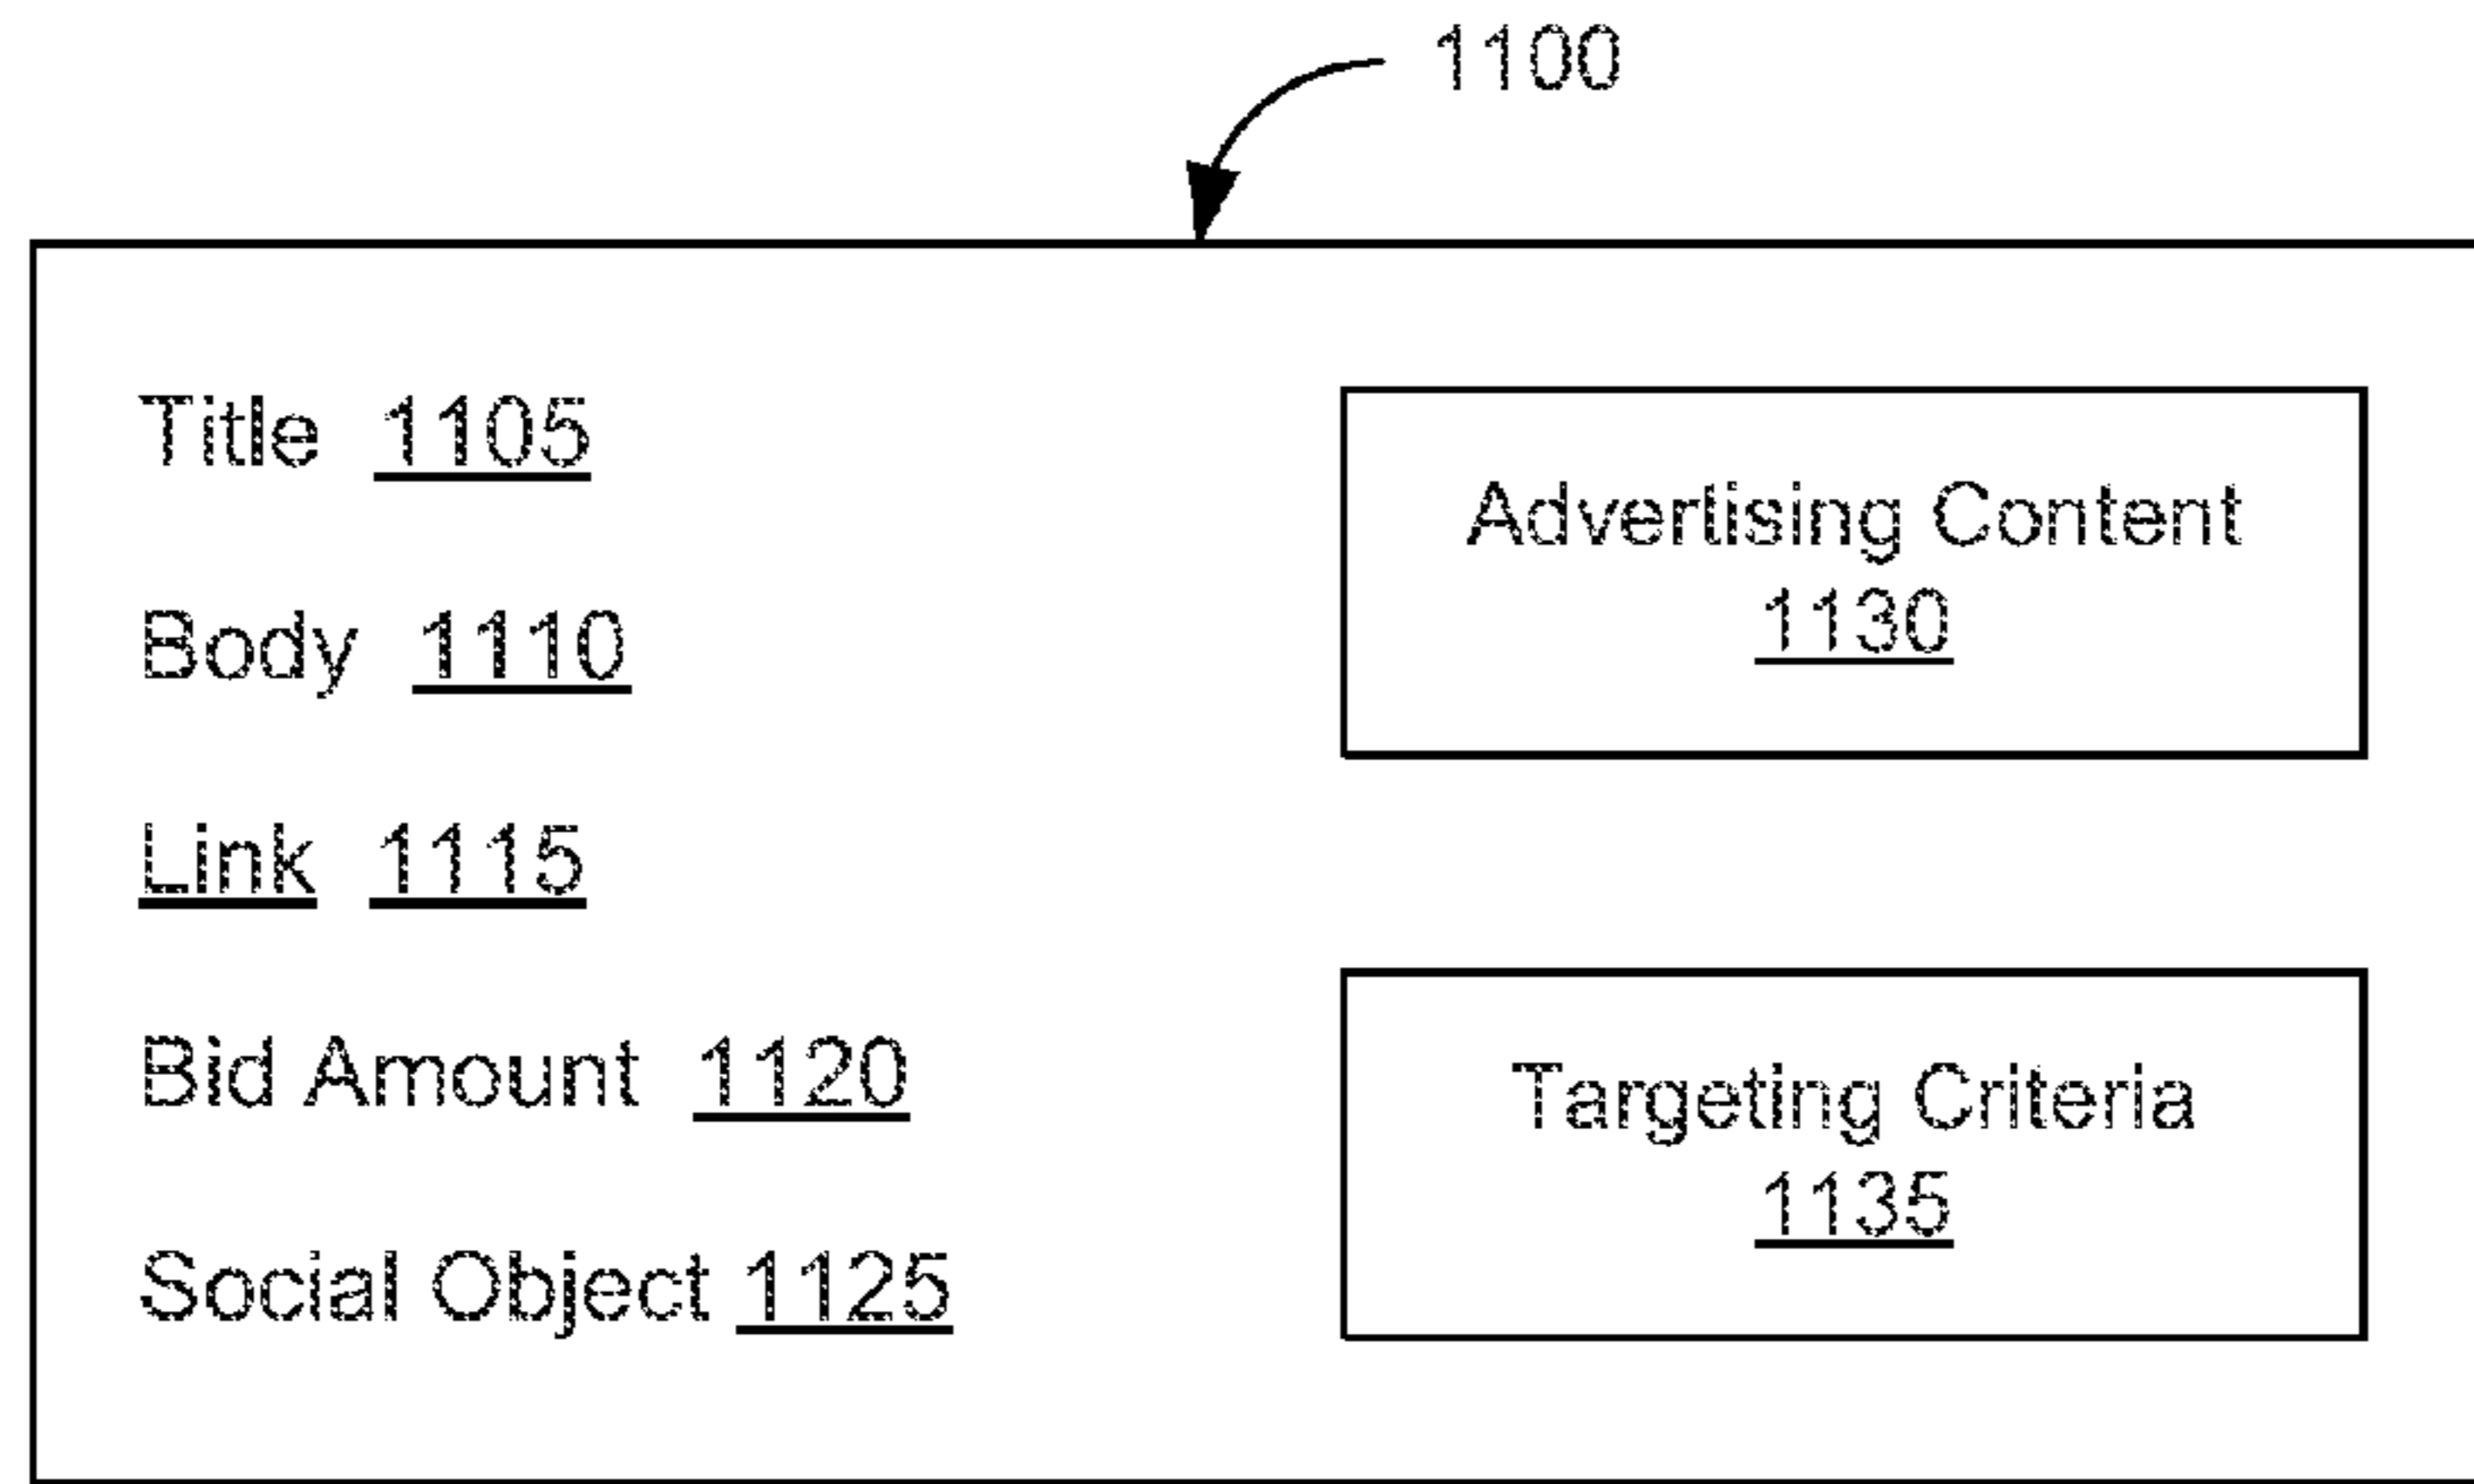 1100
Title 1105
Body 1110
Link 1115
Bid Amount 1120
Social Object 1125
Advertising Content
1130
Targeting Criteria
1135